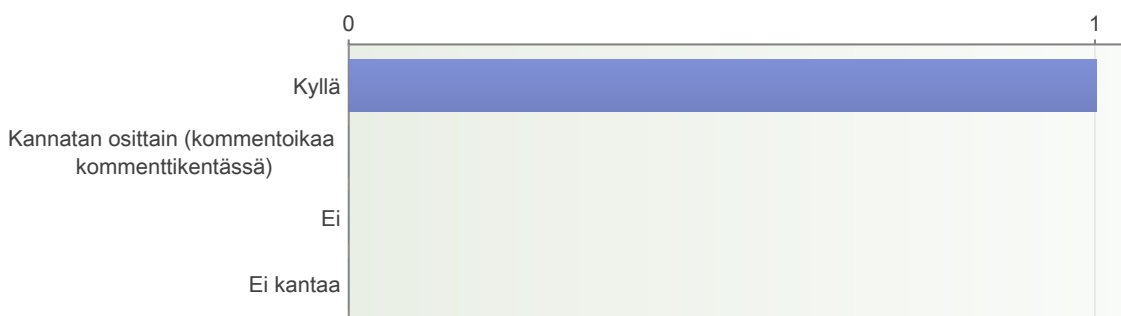 0 1
Kyllä
Kannatan osittain (kommentoikaa
kommenttikentässä)
Ei
Ei kantaa